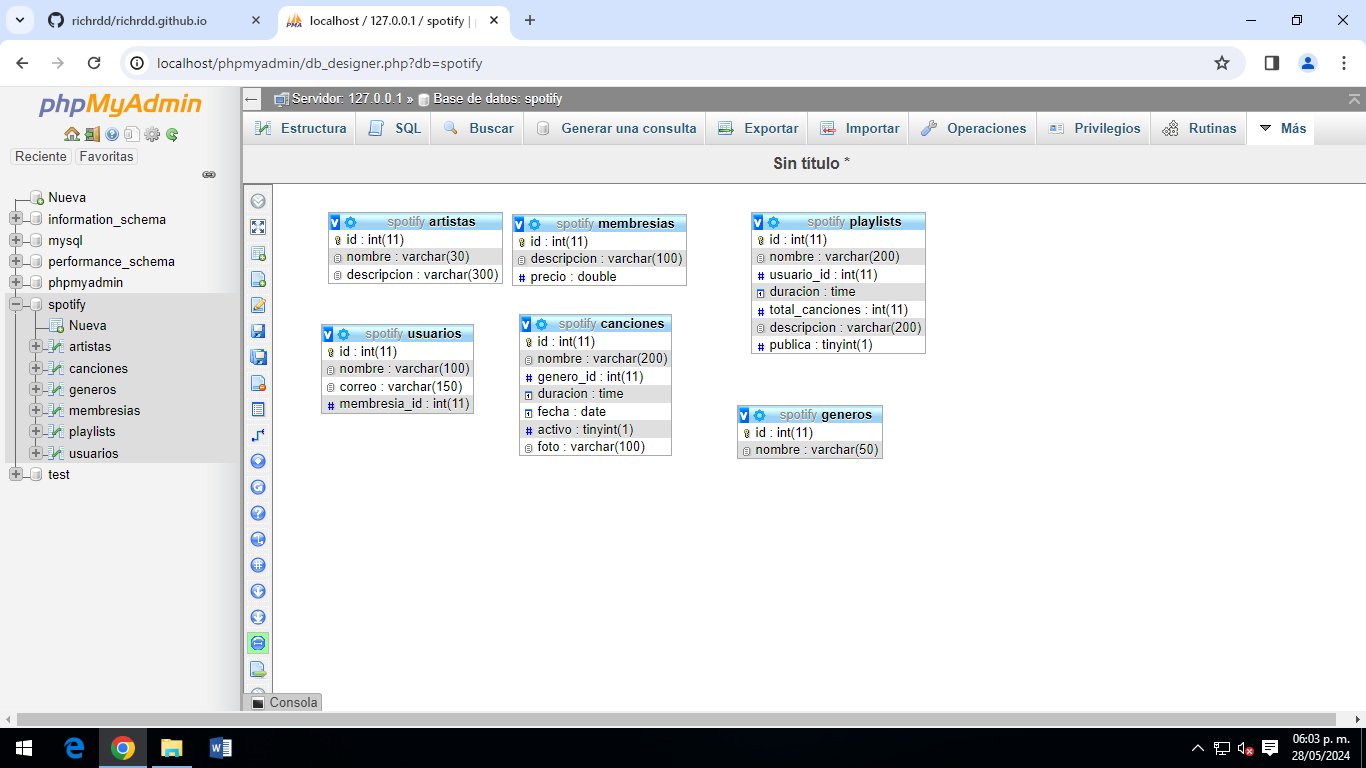 richrdd/richrdd.github.io
localhost / 127.0.0.1 / spotify |
localhost/phpmyadmin/db_designer.php?db=spotify
phpMyAdmin
Reciente Favoritas
Nueva
information_schema
mysql
performance_schema
phpmyadmin
spotify
Nueva
artistas
canciones
generos
membresias
playlists
usuarios
test
Servidor: 127.0.0.1 » Base de datos: spotify
Estructura SQL Buscar Generar una consulta Exportar Importar Operaciones Privilegios Rutinas Más
Sin título *
spotify artistas
id : int(11)
nombre : varchar(30)
descripcion : varchar(300)
spotify membresias
id : int(11)
descripcion : varchar(100)
precio : double
spotify playlists
id : int(11)
nombre : varchar(200)
usuario_id : int(11)
duracion : time
total_canciones : int(11)
descripcion : varchar(200)
publica : tinyint(1)
spotify usuarios
id : int(11)
nombre : varchar(100)
correo : varchar(150)
membresia_id : int(11)
spotify canciones
id : int(11)
nombre : varchar(200)
genero_id : int(11)
duracion : time
fecha : date
activo : tinyint(1)
foto : varchar(100)
spotify generos
id : int(11)
nombre : varchar(50)
Consola
06:03 p. m.
28/05/2024